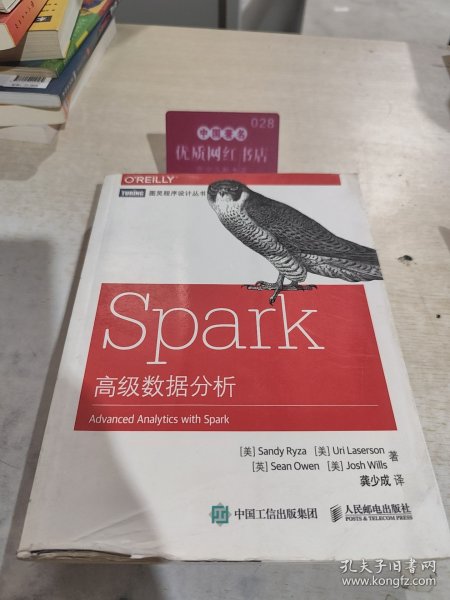 028
中国书书
优质网红书店
O'REILLY®
TURING 图灵程序设计丛书
Spark
高级数据分析
Advanced Analytics with Spark
[美] Sandy Ryza [美] Uri Laserson
[英] Sean Owen [美] Josh Wills 著
龚少成 译
中国工信出版集团
人民邮电出版社
POSTS & TELECOM PRESS
孔夫子旧书网
www.kongfz.com